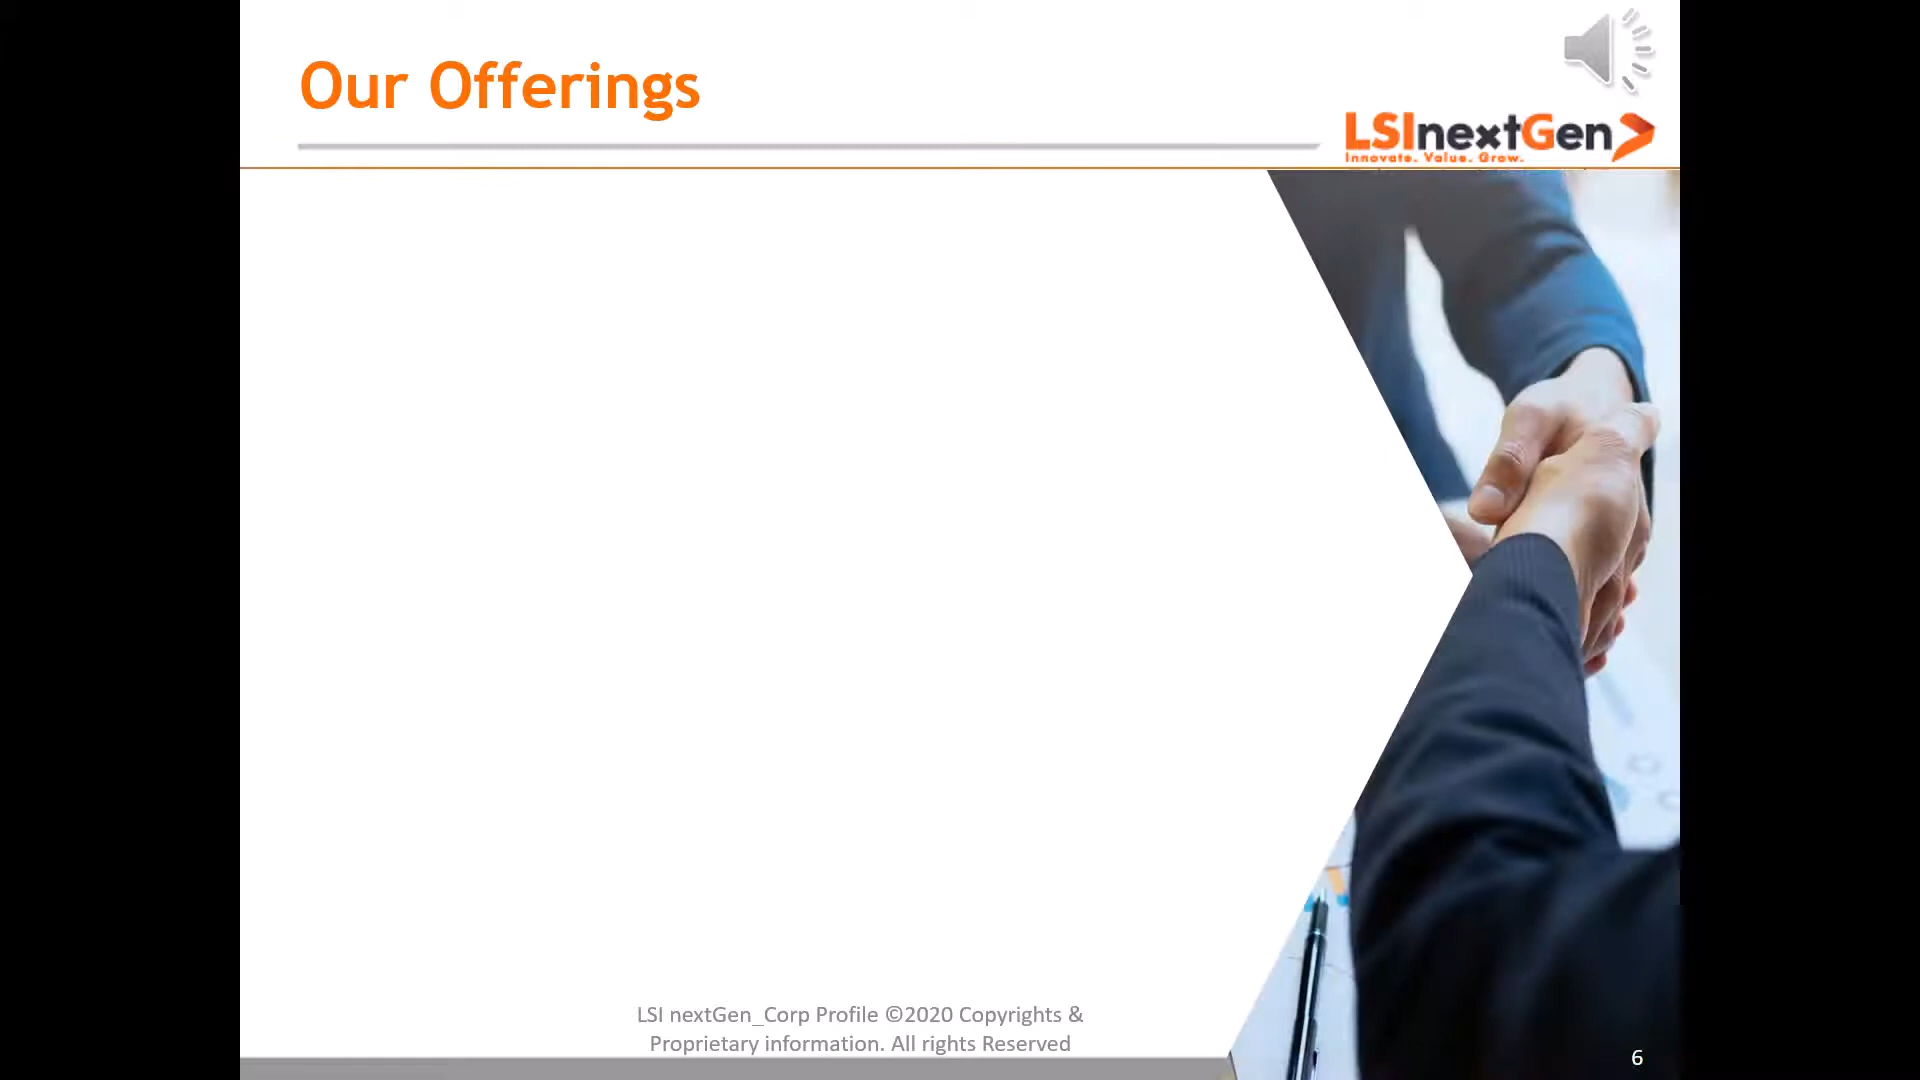 Our Offerings
LSInextGen
Innovate. Value. Grow.
LSI nextGen_Corp Profile ©2020 Copyrights &
Proprietary information. All rights Reserved
6